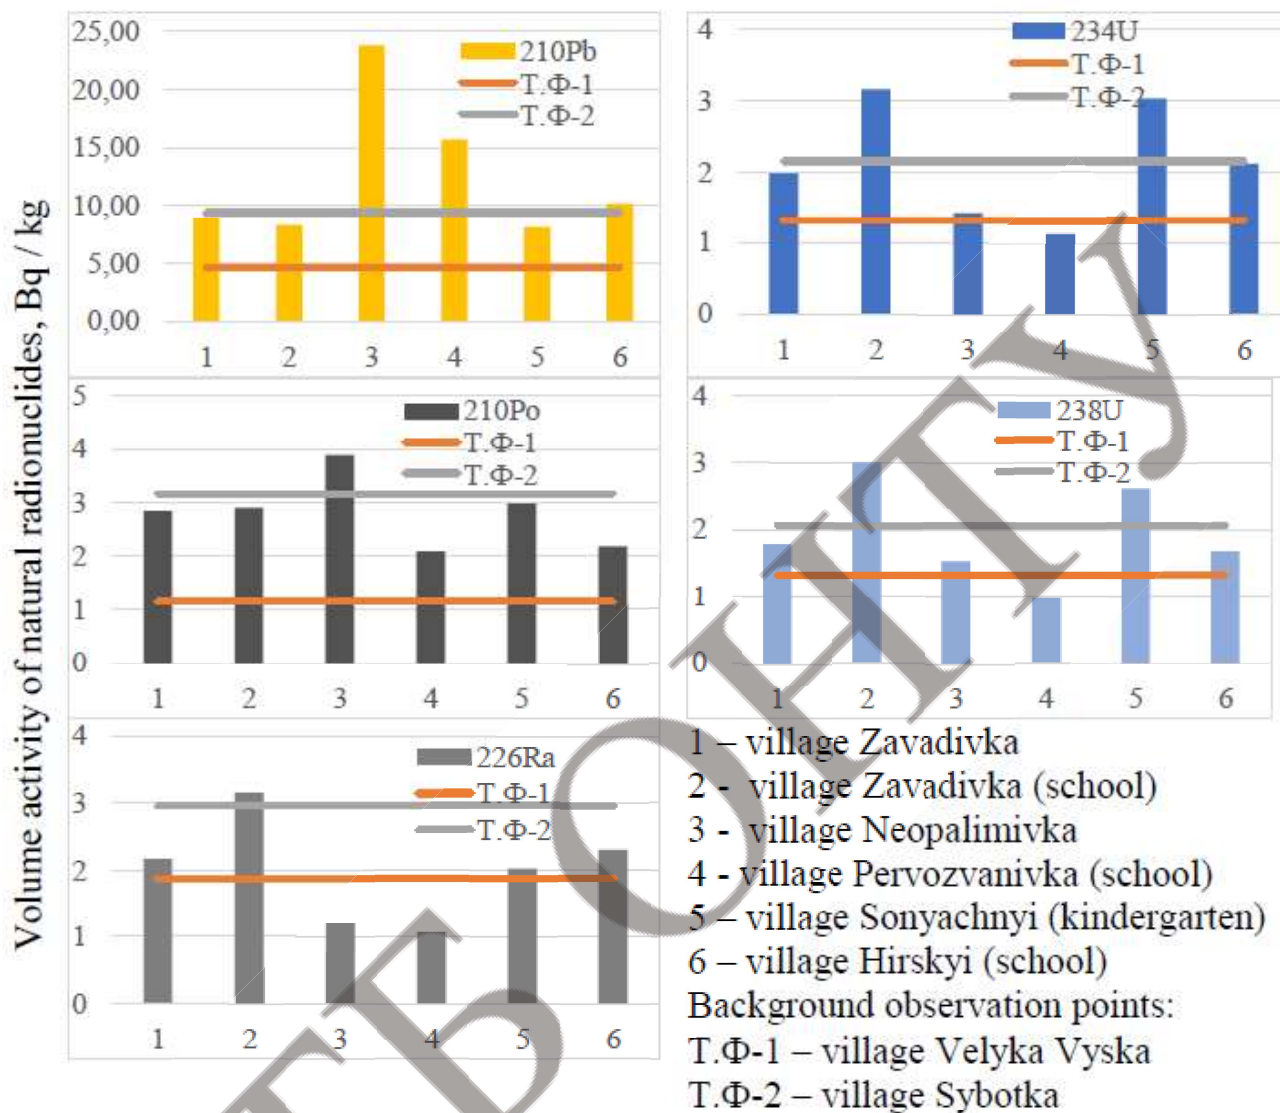 Volume activity of natural radionuclides, Bq / kg
25,00
20,00
15,00
10,00
5,00
0,00
210Pb
Т.Ф-1
Т.Ф-2
1 2 3 4 5 6
4
3
2
1
0
234U
Т.Ф-1
Т.Ф-2
1 2 3 4 5 6
5
4
3
2
1
0
210Po
Т.Ф-1
Т.Ф-2
1 2 3 4 5 6
4
3
2
1
0
238U
Т.Ф-1
Т.Ф-2
1 2 3 4 5 6
4
3
2
1
0
226Ra
Т.Ф-1
Т.Ф-2
1 2 3 4 5 6
1 – village Zavadivka
2 - village Zavadivka (school)
3 - village Neopalimivka
4 - village Pervozvanivka (school)
5 – village Sonyachnyi (kindergarten)
6 – village Hirskyi (school)
Background observation points:
Т.Ф-1 – village Velyka Vyska
Т.Ф-2 – village Sybotka
ОНТУ